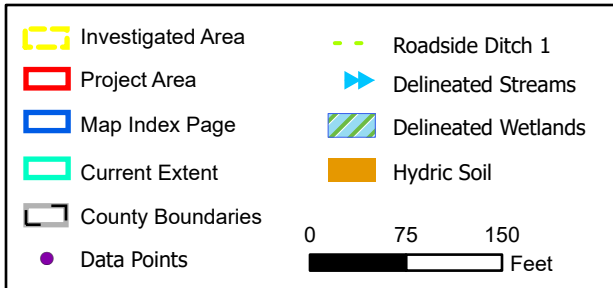 Investigated Area
Project Area
Map Index Page
Current Extent
County Boundaries
Data Points
Roadside Ditch 1
Delineated Streams
Delineated Wetlands
Hydric Soil
0 75 150
Feet